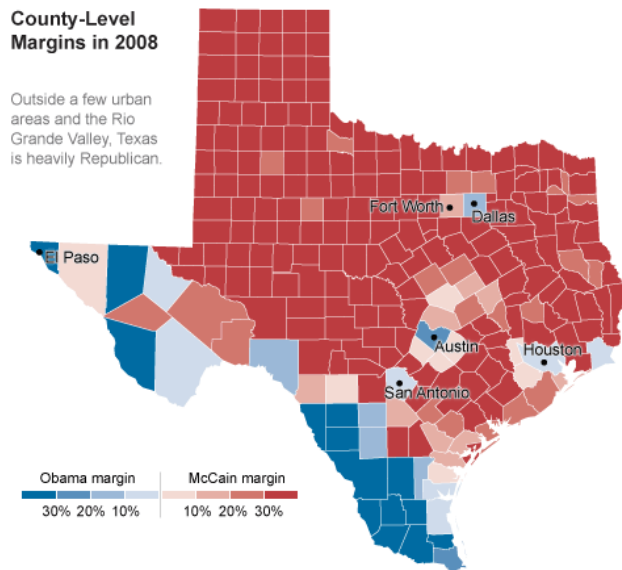 County-Level
Margins in 2008
Outside a few urban
areas and the Rio
Grande Valley, Texas
is heavily Republican.
Fort Worth
Dallas
El Paso
Austin
Houston
San Antonio
Obama margin McCain margin
30% 20% 10% 10% 20% 30%